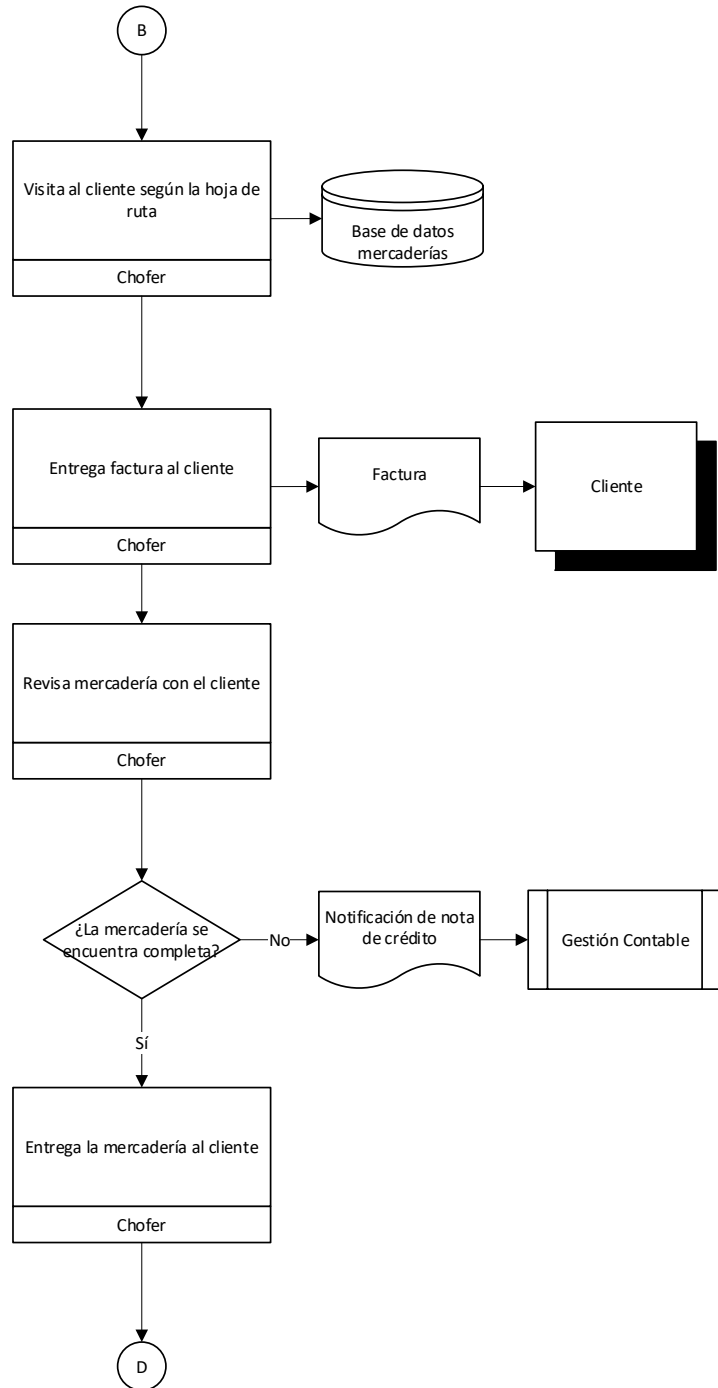 B
Visita al cliente según la hoja de
ruta
Chofer
Base de datos
mercaderías
Entrega factura al cliente
Chofer
Factura
Cliente
Revisa mercadería con el cliente
Chofer
¿La mercadería se
encuentra completa?
No
Notificación de nota
de crédito
Gestión Contable
Sí
Entrega la mercadería al cliente
Chofer
D